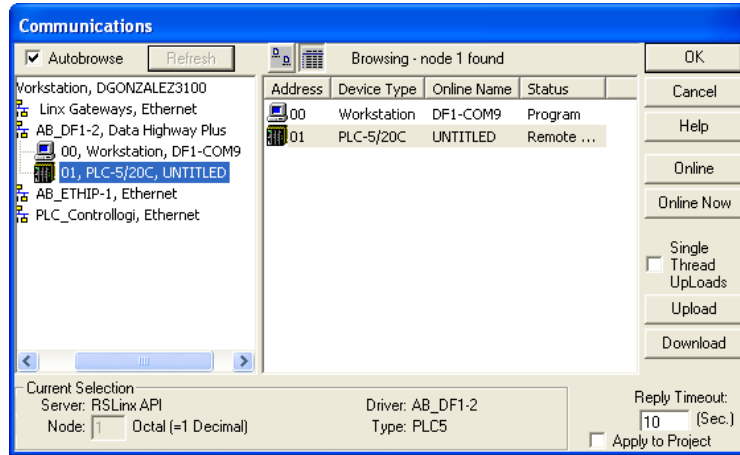 Communications
Autobrowse
Refresh
Browsing - node 1 found
Vorkstation, DGONZALEZ3100
Linx Gateways, Ethernet
AB_DF1-2, Data Highway Plus
00, Workstation, DF1-COM9
01, PLC-5/20C, UNTITLED
AB_ETHIP-1, Ethernet
PLC_Controllogi, Ethernet
Address Device Type Online Name Status
00 Workstation DF1-COM9 Program
01 PLC-5/20C UNTITLED Remote ...
OK
Cancel
Help
Online
Online Now
Single
Thread
UpLoads
Upload
Download
Current Selection
Server: RSLinx API Driver: AB_DF1-2
Node: 1 Octal (=1 Decimal) Type: PLC5
Reply Timeout:
10 (Sec.)
Apply to Project